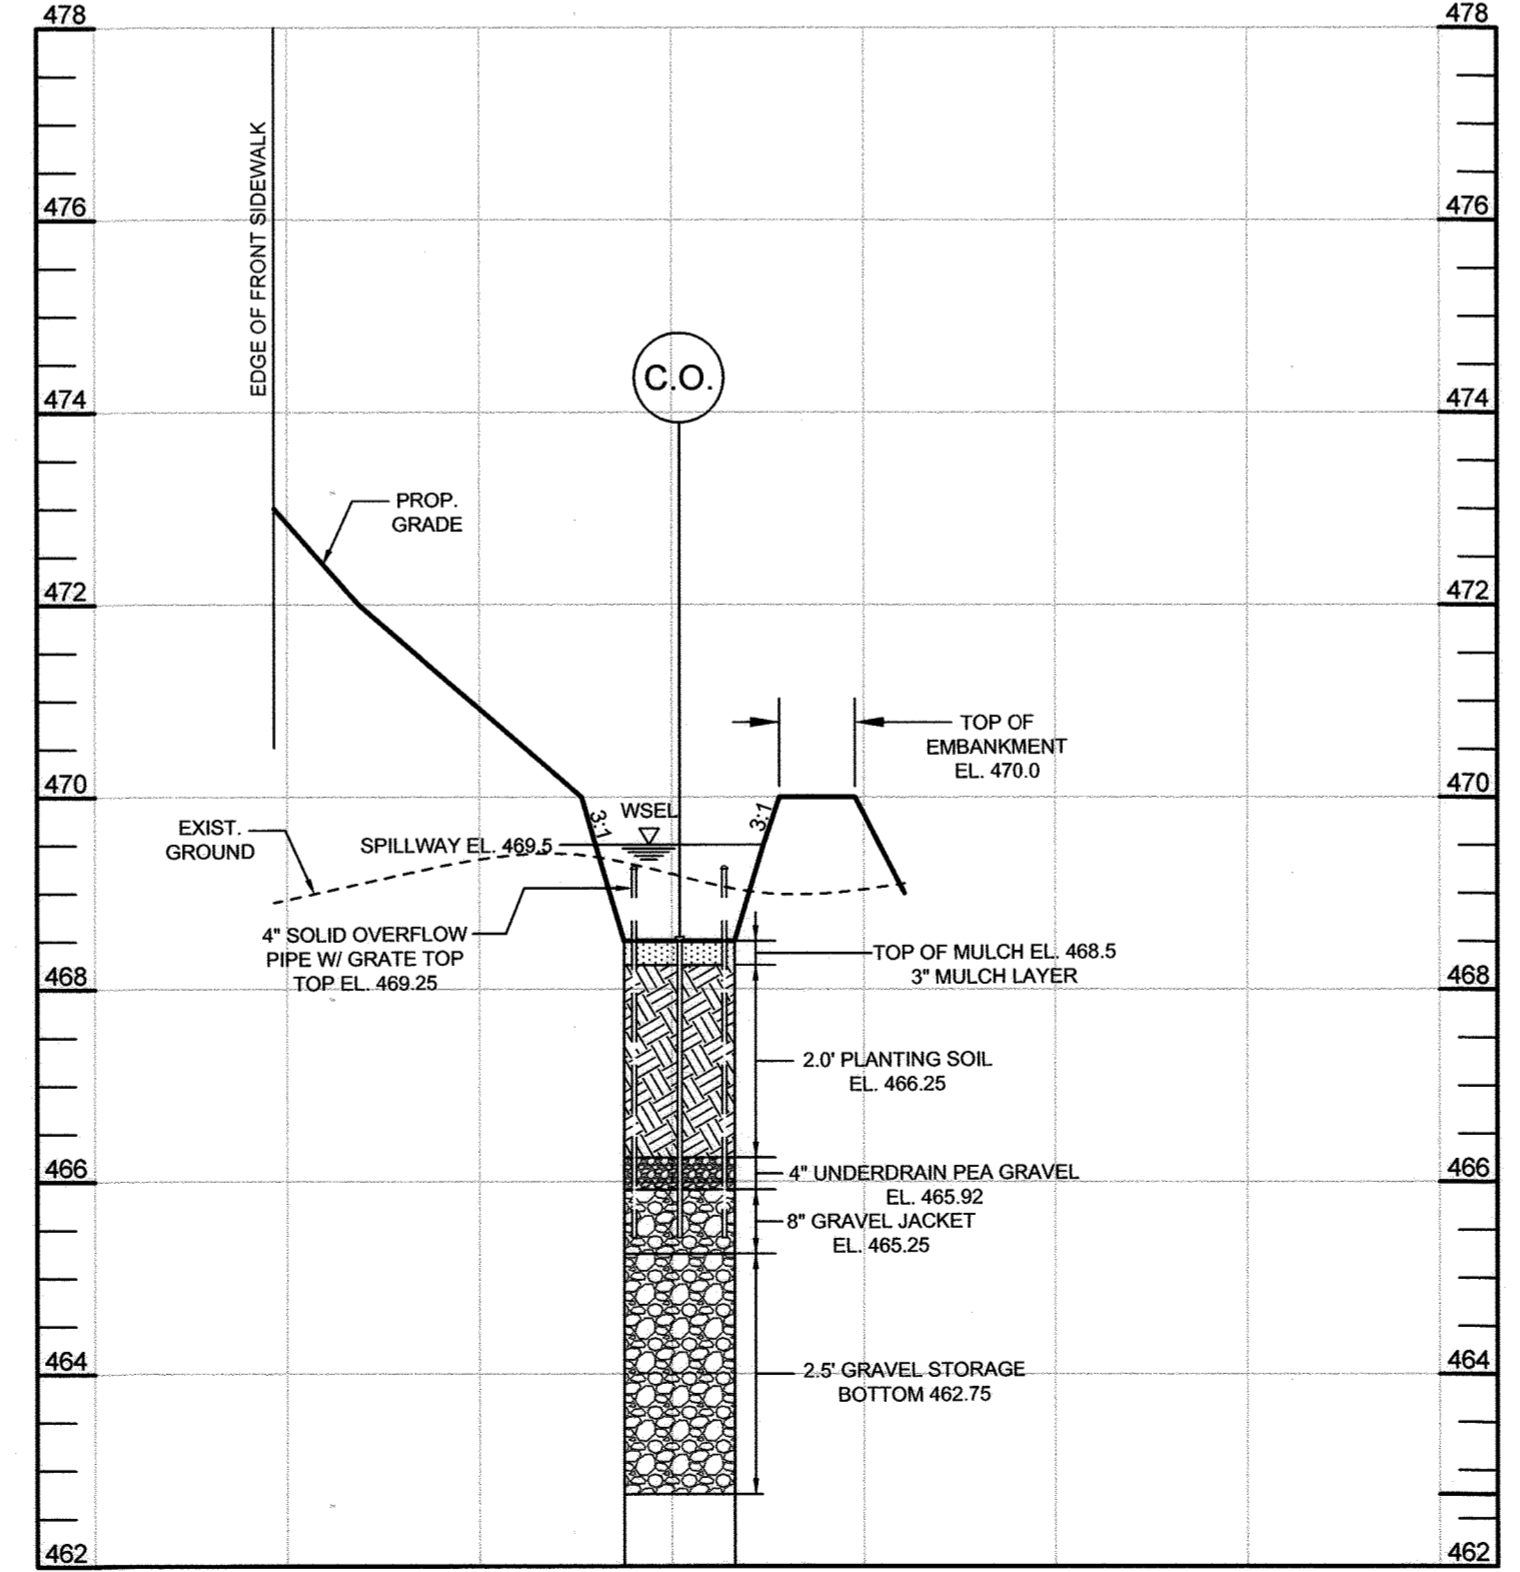 478
478
EDGE OF FRONT SIDEWALK
476
476
C.O.
474
474
PROP.
GRADE
472
472
TOP OF
EMBANKMENT
EL. 470.0
470
470
3:1
WSEL
3:1
EXIST.
GROUND
SPILLWAY EL. 469.5
4" SOLID OVERFLOW
PIPE W/ GRATE TOP
TOP EL. 469.25
TOP OF MULCH EL. 468.5
3" MULCH LAYER
468
468
2.0' PLANTING SOIL
EL. 466.25
466
466
4" UNDERDRAIN PEA GRAVEL
EL. 465.92
8" GRAVEL JACKET
EL. 465.25
464
464
2.5' GRAVEL STORAGE
BOTTOM 462.75
462
462